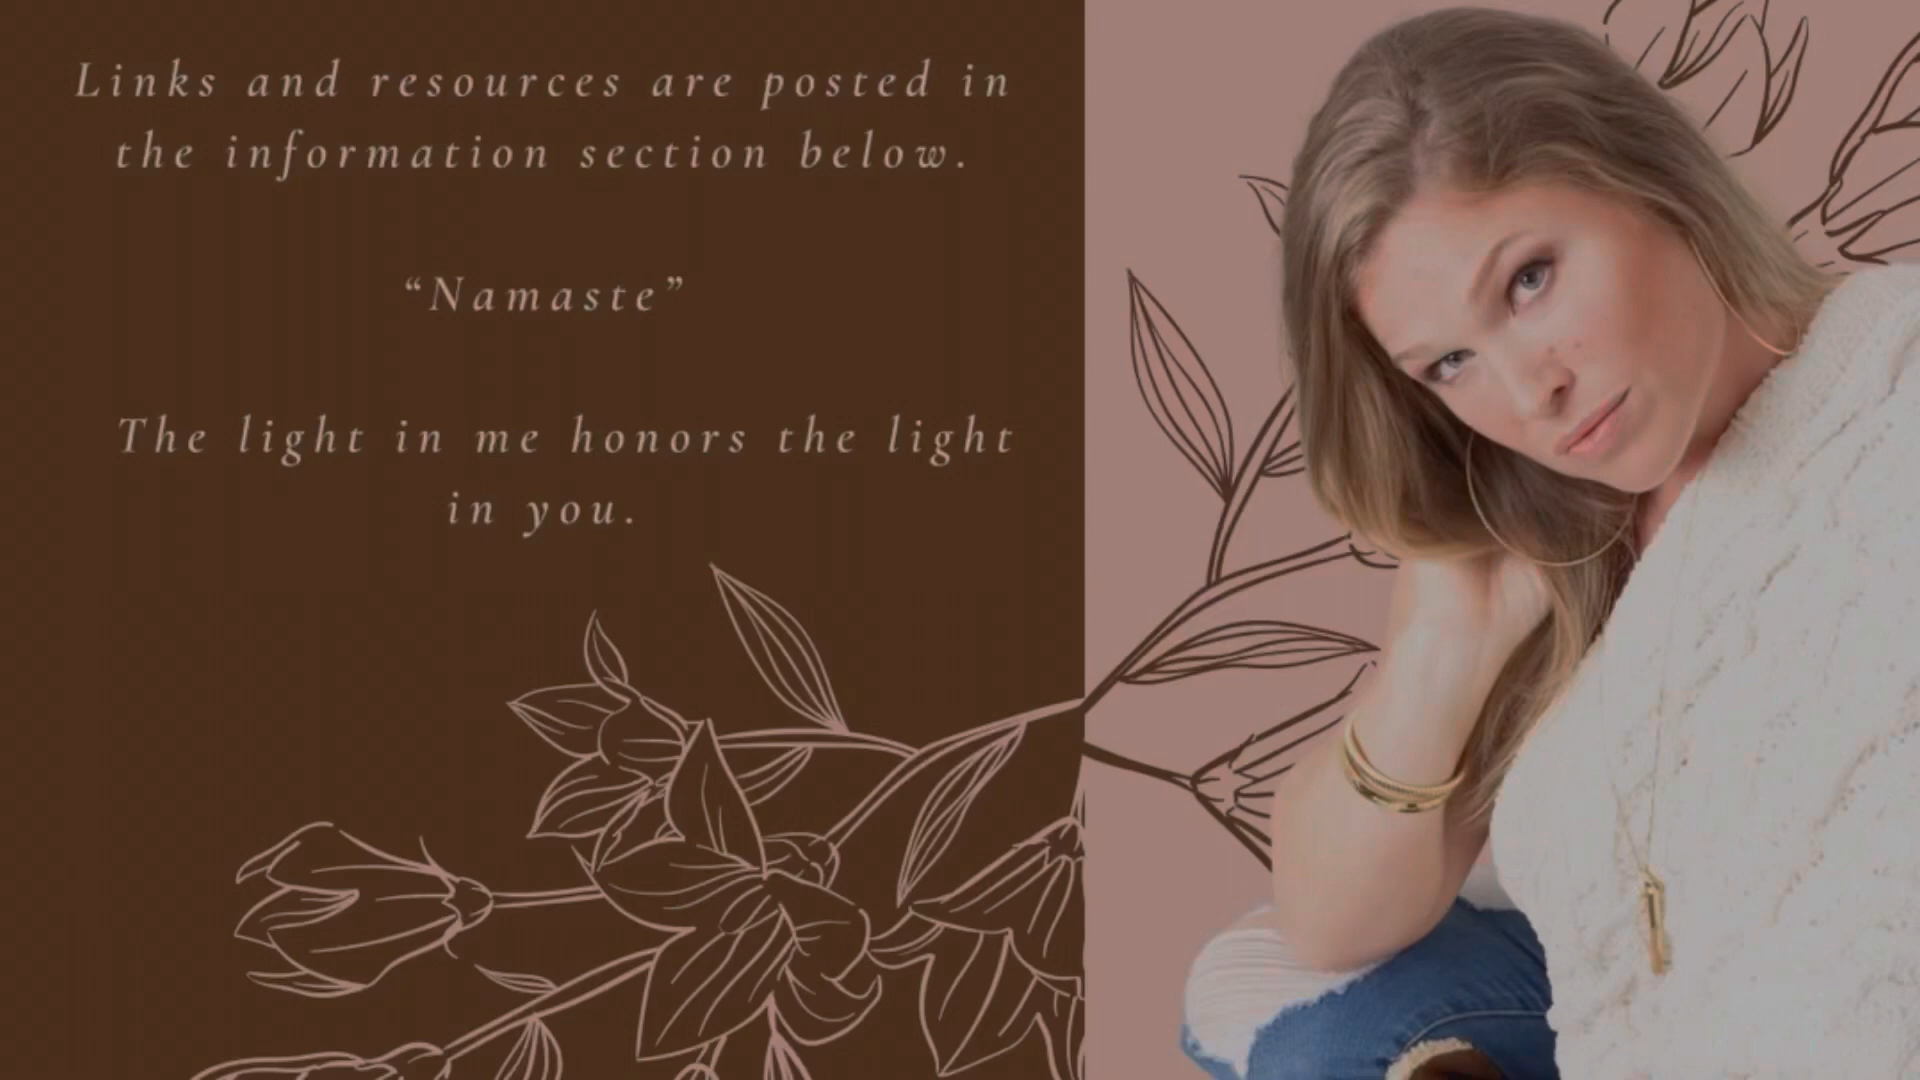 Links and resources are posted in
the information section below.
“Namaste”
The light in me honors the light
in you.